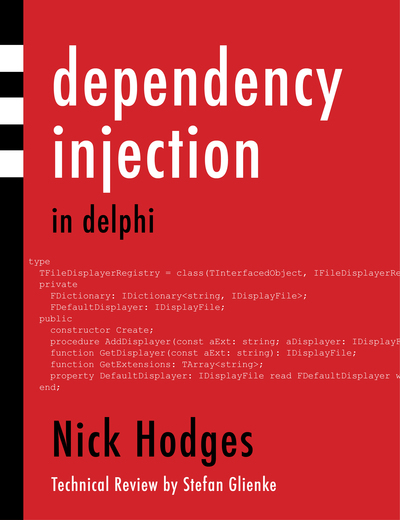 dependency
injection
in delphi
type
TFileDisplayerRegistry = class(TInterfacedObject, IFileDisplayerRe
private
FDictionary: IDictionary<string, IDisplayFile>;
FDefaultDisplayer: IDisplayFile;
public
constructor Create;
procedure AddDisplayer(const aExt: string; aDisplayer: IDisplayF
function GetDisplayer(const aExt: string): IDisplayFile;
function GetExtensions: TArray<string>;
property DefaultDisplayer: IDisplayFile read FDefaultDisplayer w
end;
Nick Hodges
Technical Review by Stefan Glienke